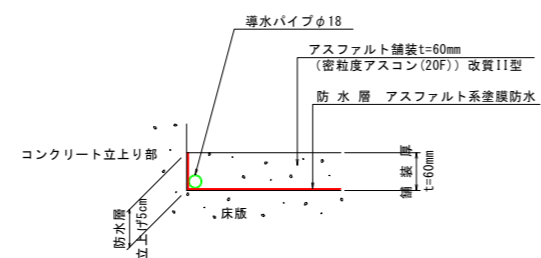 導水パイプφ18
アスファルト舗装t=60mm
(密粒度アスコン(20F)) 改質II型
防 水 層　アスファルト系塗膜防水
コンクリート立上り部
舗 装 厚
t=60mm
床版
防水層
立上げ5cm